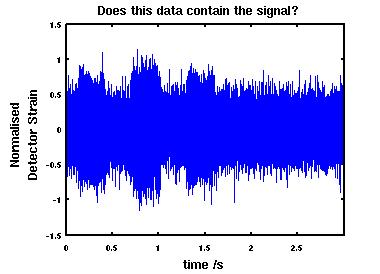 Does this data contain the signal?
Normalised
Detector Strain
1.5
1
0.5
0
-0.5
-1
-1.5
0 0.5 1 1.5 2 2.5
time /s